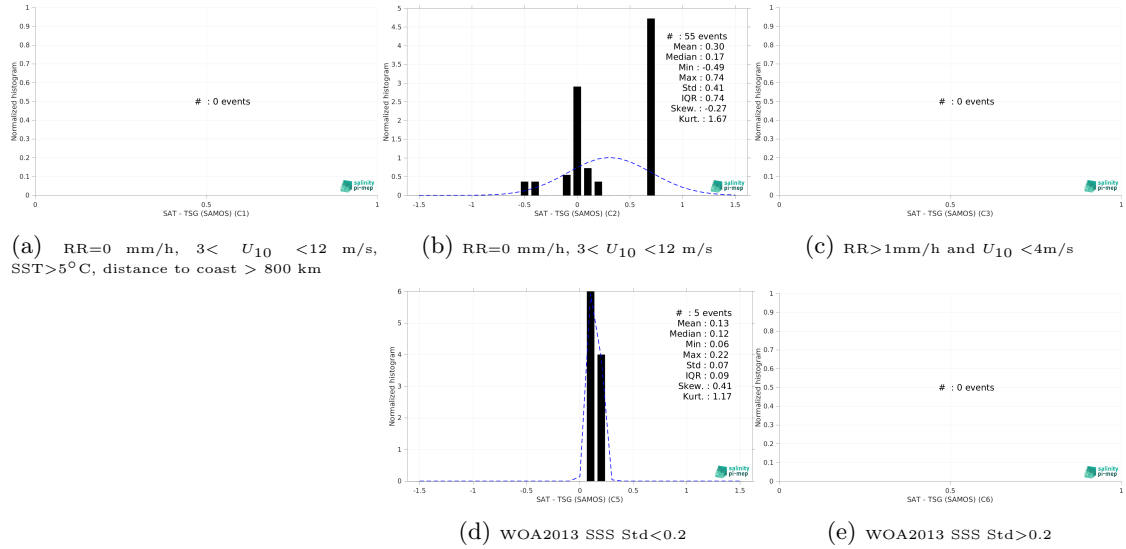 1
0.9
0.8
0.7
0.6
0.5
0.4
0.3
0.2
0.1
0
Normalized histogram
# : 0 events
salinity
pi-mep
0 0.5 1
SAT - TSG (SAMOS) (C1)
(a) RR=0 mm/h, 3< U10 <12 m/s,
SST>5°C, distance to coast > 800 km
5
4.5
4
3.5
3
2.5
2
1.5
1
0.5
0
Normalized histogram
# : 55 events
Mean : 0.30
Median : 0.17
Min : -0.49
Max : 0.74
Std : 0.41
IQR : 0.74
Skew. : -0.27
Kurt. : 1.67
salinity
pi-mep
-1.5 -1 -0.5 0 0.5 1 1.5
SAT - TSG (SAMOS) (C2)
(b) RR=0 mm/h, 3< U10 <12 m/s
1
0.9
0.8
0.7
0.6
0.5
0.4
0.3
0.2
0.1
0
Normalized histogram
# : 0 events
salinity
pi-mep
0 0.5 1
SAT - TSG (SAMOS) (C3)
(c) RR>1mm/h and U10 <4m/s
6
5
4
3
2
1
0
Normalized histogram
# : 5 events
Mean : 0.13
Median : 0.12
Min : 0.06
Max : 0.22
Std : 0.07
IQR : 0.09
Skew. : 0.41
Kurt. : 1.17
salinity
pi-mep
-1.5 -1 -0.5 0 0.5 1 1.5
SAT - TSG (SAMOS) (C5)
(d) WOA2013 SSS Std<0.2
1
0.9
0.8
0.7
0.6
0.5
0.4
0.3
0.2
0.1
0
Normalized histogram
# : 0 events
salinity
pi-mep
0 0.5 1
SAT - TSG (SAMOS) (C6)
(e) WOA2013 SSS Std>0.2